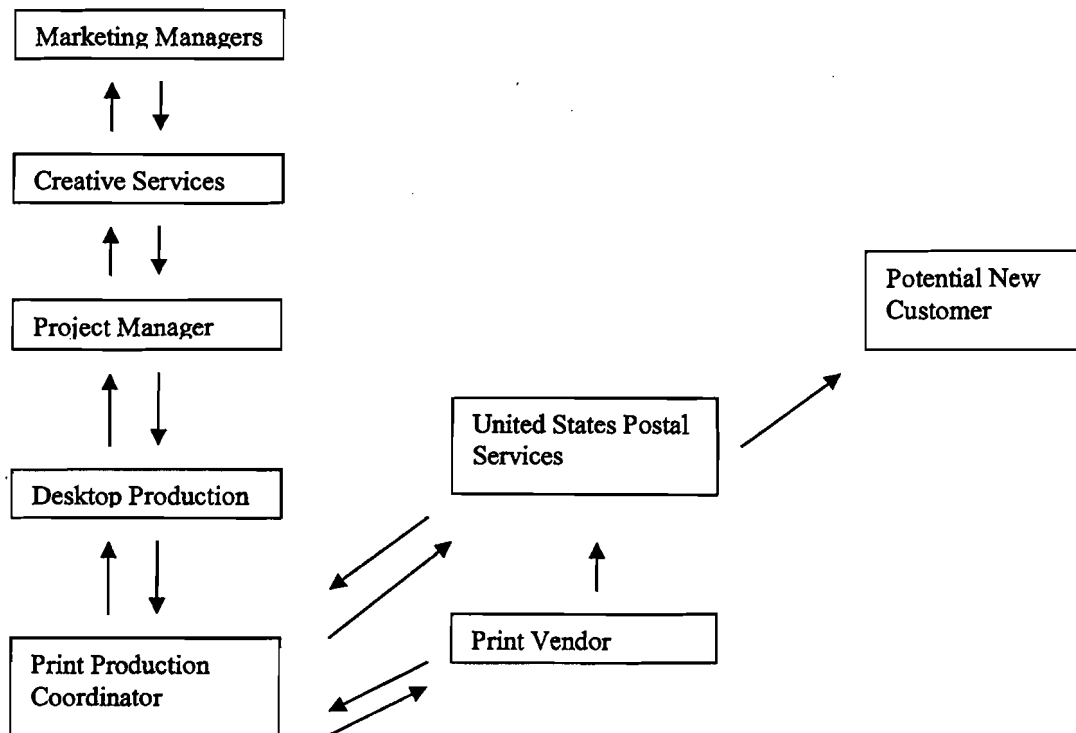 Marketing Managers
Creative Services
Project Manager
Desktop Production
Print Production
Coordinator
United States Postal
Services
Print Vendor
Potential New
Customer